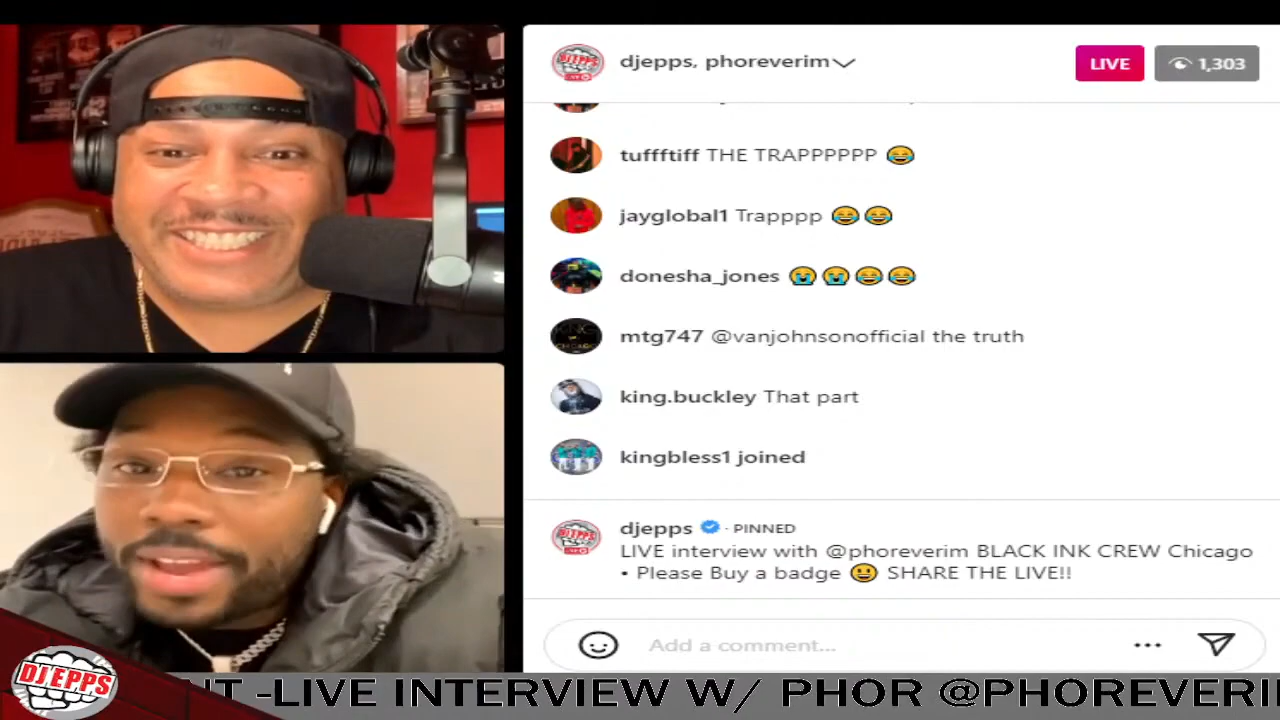 djepps, phoreverim
LIVE
1,303
tuffftiff THE TRAPPPPPP 😂
jayglobal1 Trapppp 😂😂
donesha_jones 😭😭😂😂
mtg747 @vanjohnsonofficial the truth
king.buckley That part
kingbless1 joined
djepps · PINNED
LIVE interview with @phoreverim BLACK INK CREW Chicago
• Please Buy a badge 😃 SHARE THE LIVE!!
Add a comment...
DJ EPPS
NT -LIVE INTERVIEW W/ PHOR @PHOREVERI